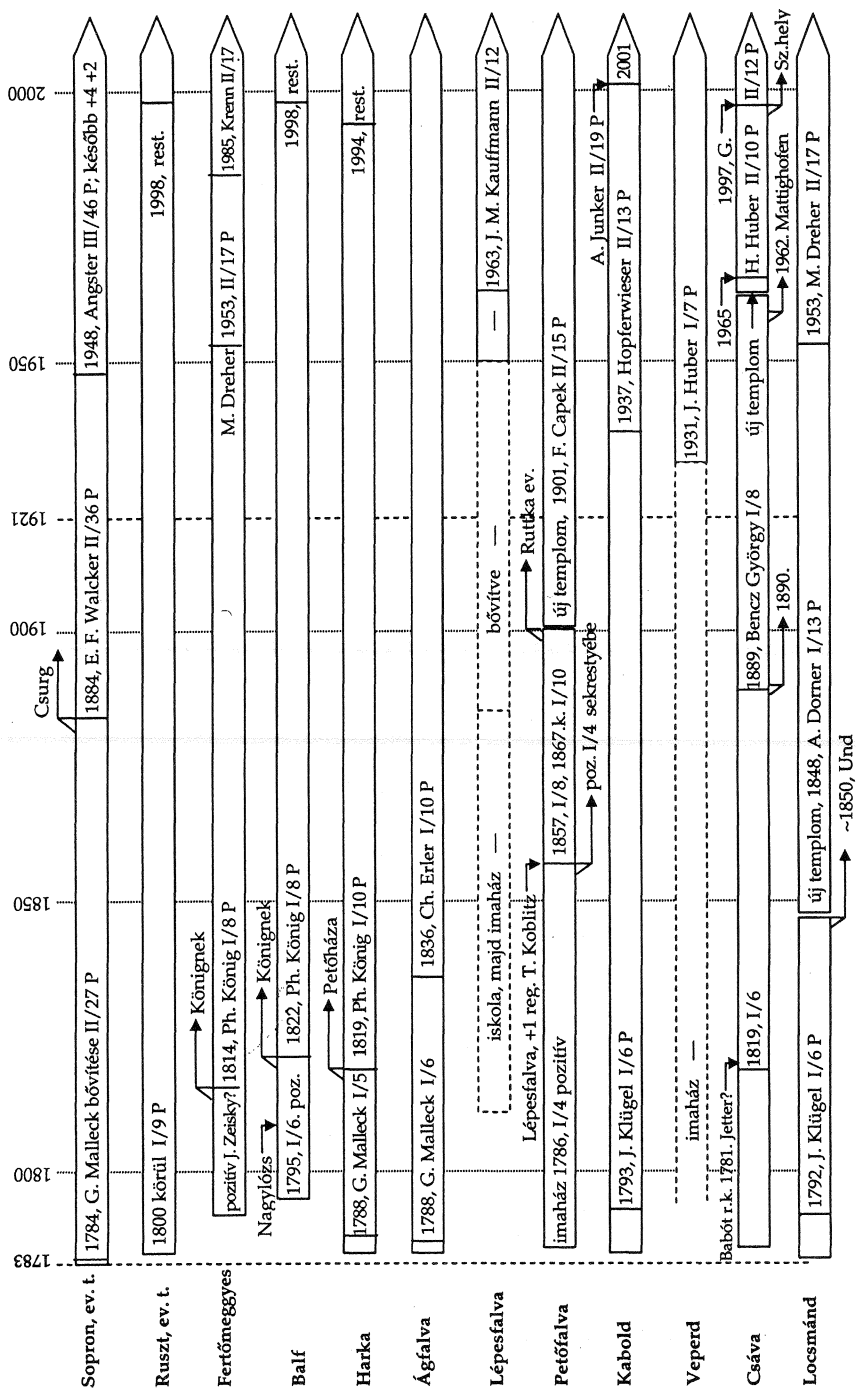 1783 1800 1850 1900 1921 1950 2000
Sopron, ev. t.
1784, G. Malleck bővítése II/27 P
Csurg
1884, E. F. Walcker II/36 P
1948, Angster III/46 P; később +4 +2
Ruszt, ev. t.
1800 körül I/9 P
1998, rest.
Fertőmeggyes
pozitív J. Zeisky?
Könignek
1814, Ph. König I/8 P
M. Dreher
1953, II/17 P
1985, Krenn II/17
Balf
Nagylózs
1795, I/6. poz.
Könignek
1822, Ph. König I/8 P
1998, rest.
Harka
1788, G. Malleck I/5
Petőháza
1819, Ph. König I/10 P
1994, rest.
Ágfalva
1788, G. Malleck I/6
1836, Ch. Erler I/10 P
Lépesfalva
iskola, majd imaház —
bővítve —
—
1963, J. M. Kauffmann II/12
Petőfalva
imaház 1786, I/4 pozitív
Lépesfalva, +1 reg. T. Koblitz
1857, I/8, 1867.k. I/10
poz. I/4 sekrestyébe
Ruttka ev.
új templom, 1901, F. Capek II/15 P
Kabold
1793, J. Klügel I/6 P
1937, Hopferwieser II/13 P
A. Junker II/19 P
2001
Veperd
imaház —
1931, J. Huber I/7 P
Csáva
Babót r.k. 1781. Jetter?
1819, I/6
1889, Bencz György I/8
1890.
új templom
1965
1962. Mattighofen
H. Huber II/10 P
1997, G.
II/12 P
Sz.hely
Locsmánd
1792, J. Klügel I/6 P
~1850, Und
új templom, 1848, A. Dorner I/13 P
1953, M. Dreher II/17 P